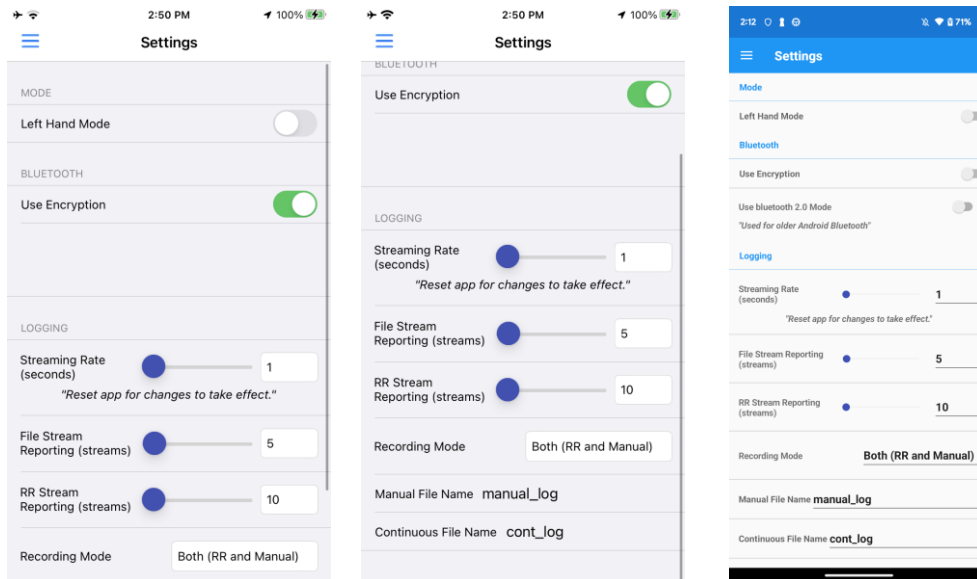 2:50 PM
100%
Settings
MODE
Left Hand Mode
BLUETOOTH
Use Encryption
LOGGING
Streaming Rate
(seconds)
1
"Reset app for changes to take effect."
File Stream
Reporting (streams)
5
RR Stream
Reporting (streams)
10
Recording Mode
Both (RR and Manual)
2:50 PM
100%
Settings
BLUETOOTH
Use Encryption
LOGGING
Streaming Rate
(seconds)
1
"Reset app for changes to take effect."
File Stream
Reporting (streams)
5
RR Stream
Reporting (streams)
10
Recording Mode
Both (RR and Manual)
Manual File Name manual_log
Continuous File Name cont_log
2:12
71%
Settings
Mode
Left Hand Mode
Bluetooth
Use Encryption
Use bluetooth 2.0 Mode
"Used for older Android Bluetooth"
Logging
Streaming Rate
(seconds)
1
"Reset app for changes to take effect."
File Stream Reporting
(streams)
5
RR Stream Reporting
(streams)
10
Recording Mode
Both (RR and Manual)
Manual File Name manual_log
Continuous File Name cont_log